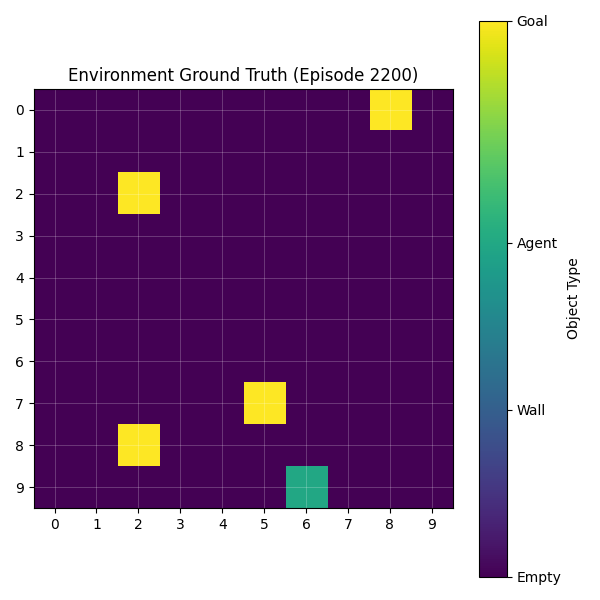 Environment Ground Truth (Episode 2200)
0
1
2
3
4
5
6
7
8
9
0 1 2 3 4 5 6 7 8 9
Goal
Agent
Wall
Empty
Object Type